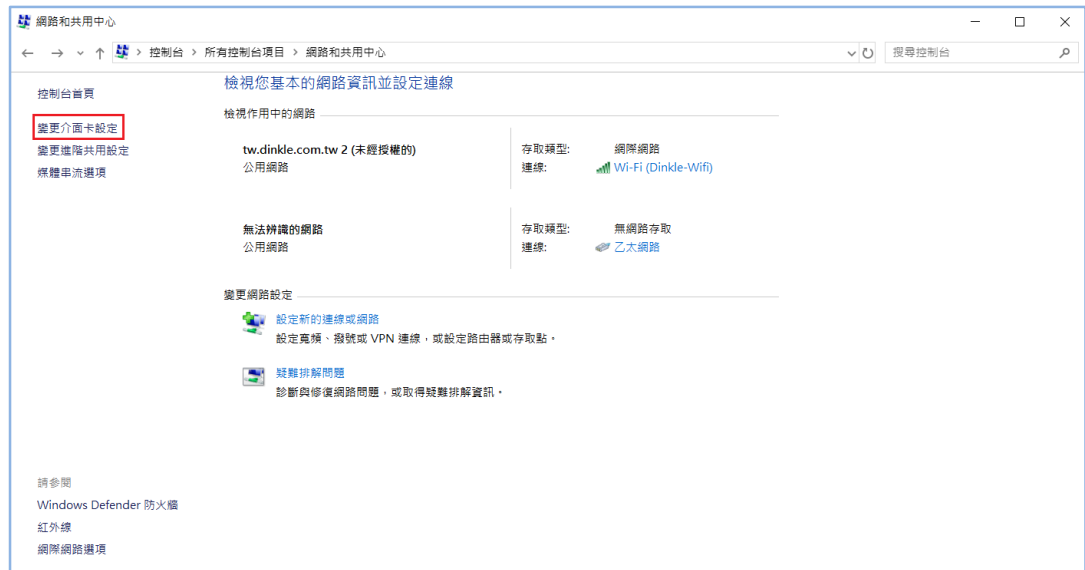 網路和共用中心
控制台 > 所有控制台項目 > 網路和共用中心
搜尋控制台
控制台首頁
變更介面卡設定
變更進階共用設定
媒體串流選項
檢視您基本的網路資訊並設定連線
檢視作用中的網路
tw.dinkle.com.tw 2 (未經授權的)
公用網路
存取類型: 網際網路
連線: Wi-Fi (Dinkle-Wifi)
無法辨識的網路
公用網路
存取類型: 無網路存取
連線: 乙太網路
變更網路設定
設定新的連線或網路
設定寬頻、撥號或 VPN 連線，或設定路由器或存取點。
疑難排解問題
診斷與修復網路問題，或取得疑難排解資訊。
請參閱
Windows Defender 防火牆
紅外線
網際網路選項